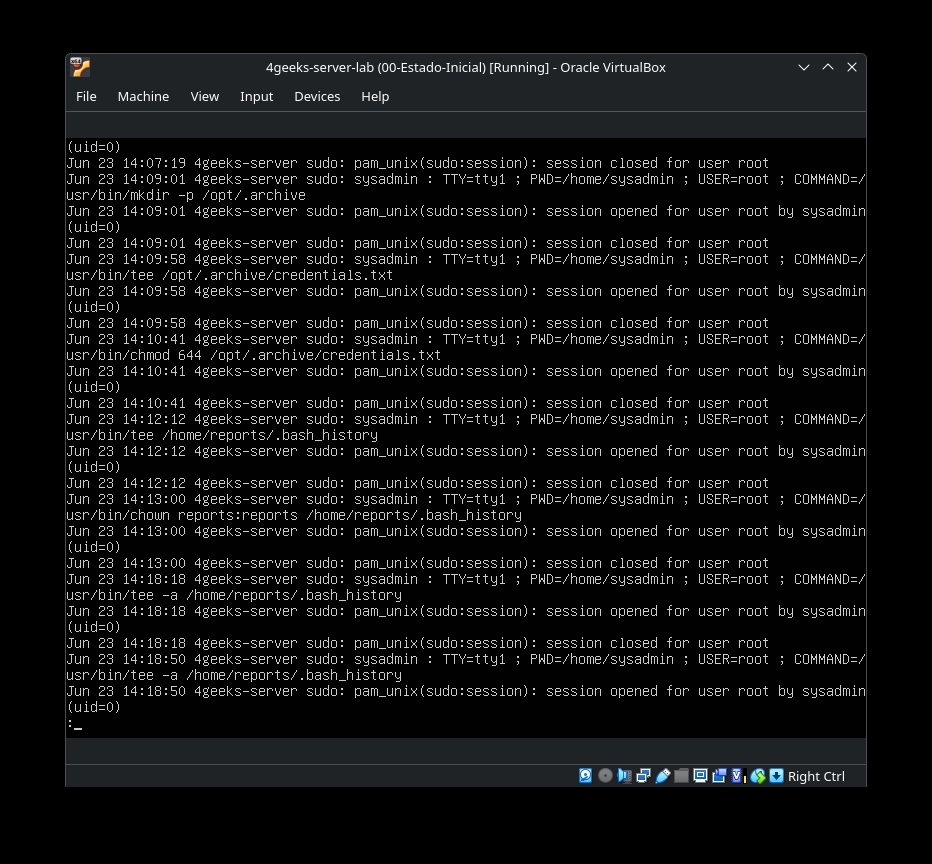 4geeks-server-lab (00-Estado-Inicial) [Running] - Oracle VirtualBox
File Machine View Input Devices Help
(uid=0)
Jun 23 14:07:19 4geeks-server sudo: pam_unix(sudo:session): session closed for user root
Jun 23 14:09:01 4geeks-server sudo: sysadmin : TTY=tty1 ; PWD=/home/sysadmin ; USER=root ; COMMAND=/
usr/bin/mkdir -p /opt/.archive
Jun 23 14:09:01 4geeks-server sudo: pam_unix(sudo:session): session opened for user root by sysadmin
(uid=0)
Jun 23 14:09:01 4geeks-server sudo: pam_unix(sudo:session): session closed for user root
Jun 23 14:09:58 4geeks-server sudo: sysadmin : TTY=tty1 ; PWD=/home/sysadmin ; USER=root ; COMMAND=/
usr/bin/tee /opt/.archive/credentials.txt
Jun 23 14:09:58 4geeks-server sudo: pam_unix(sudo:session): session opened for user root by sysadmin
(uid=0)
Jun 23 14:09:58 4geeks-server sudo: pam_unix(sudo:session): session closed for user root
Jun 23 14:10:41 4geeks-server sudo: sysadmin : TTY=tty1 ; PWD=/home/sysadmin ; USER=root ; COMMAND=/
usr/bin/chmod 644 /opt/.archive/credentials.txt
Jun 23 14:10:41 4geeks-server sudo: pam_unix(sudo:session): session opened for user root by sysadmin
(uid=0)
Jun 23 14:10:41 4geeks-server sudo: pam_unix(sudo:session): session closed for user root
Jun 23 14:12:12 4geeks-server sudo: sysadmin : TTY=tty1 ; PWD=/home/sysadmin ; USER=root ; COMMAND=/
usr/bin/tee /home/reports/.bash_history
Jun 23 14:12:12 4geeks-server sudo: pam_unix(sudo:session): session opened for user root by sysadmin
(uid=0)
Jun 23 14:12:12 4geeks-server sudo: pam_unix(sudo:session): session closed for user root
Jun 23 14:13:00 4geeks-server sudo: sysadmin : TTY=tty1 ; PWD=/home/sysadmin ; USER=root ; COMMAND=/
usr/bin/chown reports:reports /home/reports/.bash_history
Jun 23 14:13:00 4geeks-server sudo: pam_unix(sudo:session): session opened for user root by sysadmin
(uid=0)
Jun 23 14:13:00 4geeks-server sudo: pam_unix(sudo:session): session closed for user root
Jun 23 14:18:18 4geeks-server sudo: sysadmin : TTY=tty1 ; PWD=/home/sysadmin ; USER=root ; COMMAND=/
usr/bin/tee -a /home/reports/.bash_history
Jun 23 14:18:18 4geeks-server sudo: pam_unix(sudo:session): session opened for user root by sysadmin
(uid=0)
Jun 23 14:18:18 4geeks-server sudo: pam_unix(sudo:session): session closed for user root
Jun 23 14:18:50 4geeks-server sudo: sysadmin : TTY=tty1 ; PWD=/home/sysadmin ; USER=root ; COMMAND=/
usr/bin/tee -a /home/reports/.bash_history
Jun 23 14:18:50 4geeks-server sudo: pam_unix(sudo:session): session opened for user root by sysadmin
(uid=0)
:_
Right Ctrl